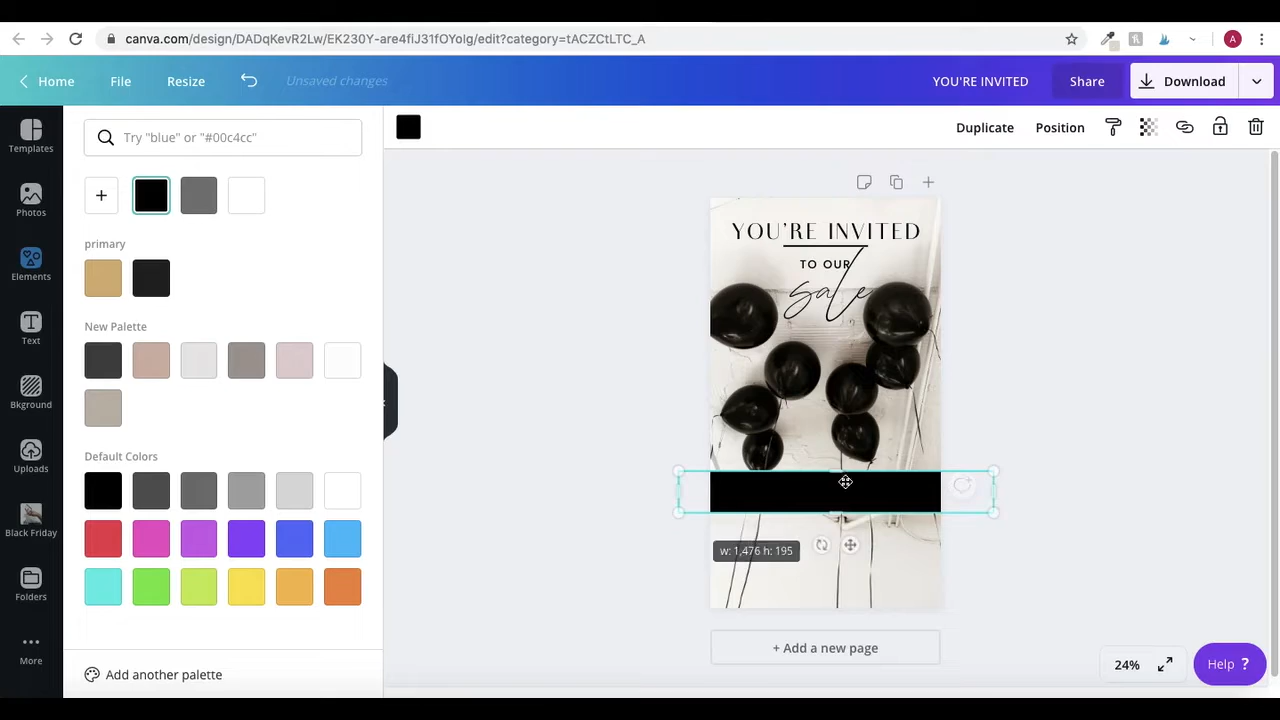 canva.com/design/DADqKevR2Lw/EK230Y-are4fiJ31fOYoIg/edit?category=tACZCtLTC_A
A
Home
File
Resize
Unsaved changes
YOU'RE INVITED
Share
Download
Templates
Photos
Elements
Text
Bkground
Uploads
Black Friday
Folders
More
Try "blue" or "#00c4cc"
+
primary
New Palette
Default Colors
Add another palette
Duplicate
Position
YOU'RE INVITED
TO OUR
sale
w: 1,476 h: 195
+ Add a new page
24%
Help ?